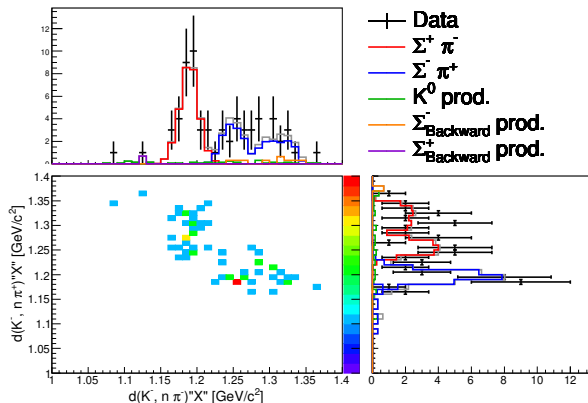 12
10
8
6
4
2
Data
Σ⁺ π⁻
Σ⁻ π⁺
K⁰ prod.
Σ⁻Backward prod.
Σ⁺Backward prod.
1.4
1.35
1.3
1.25
1.2
1.15
1.1
1.05
1
d(K⁻, n π⁺)"X" [GeV/c²]
1 1.05 1.1 1.15 1.2 1.25 1.3 1.35 1.4
d(K⁻, n π⁻)"X" [GeV/c²]
0 2 4 6 8 10 12